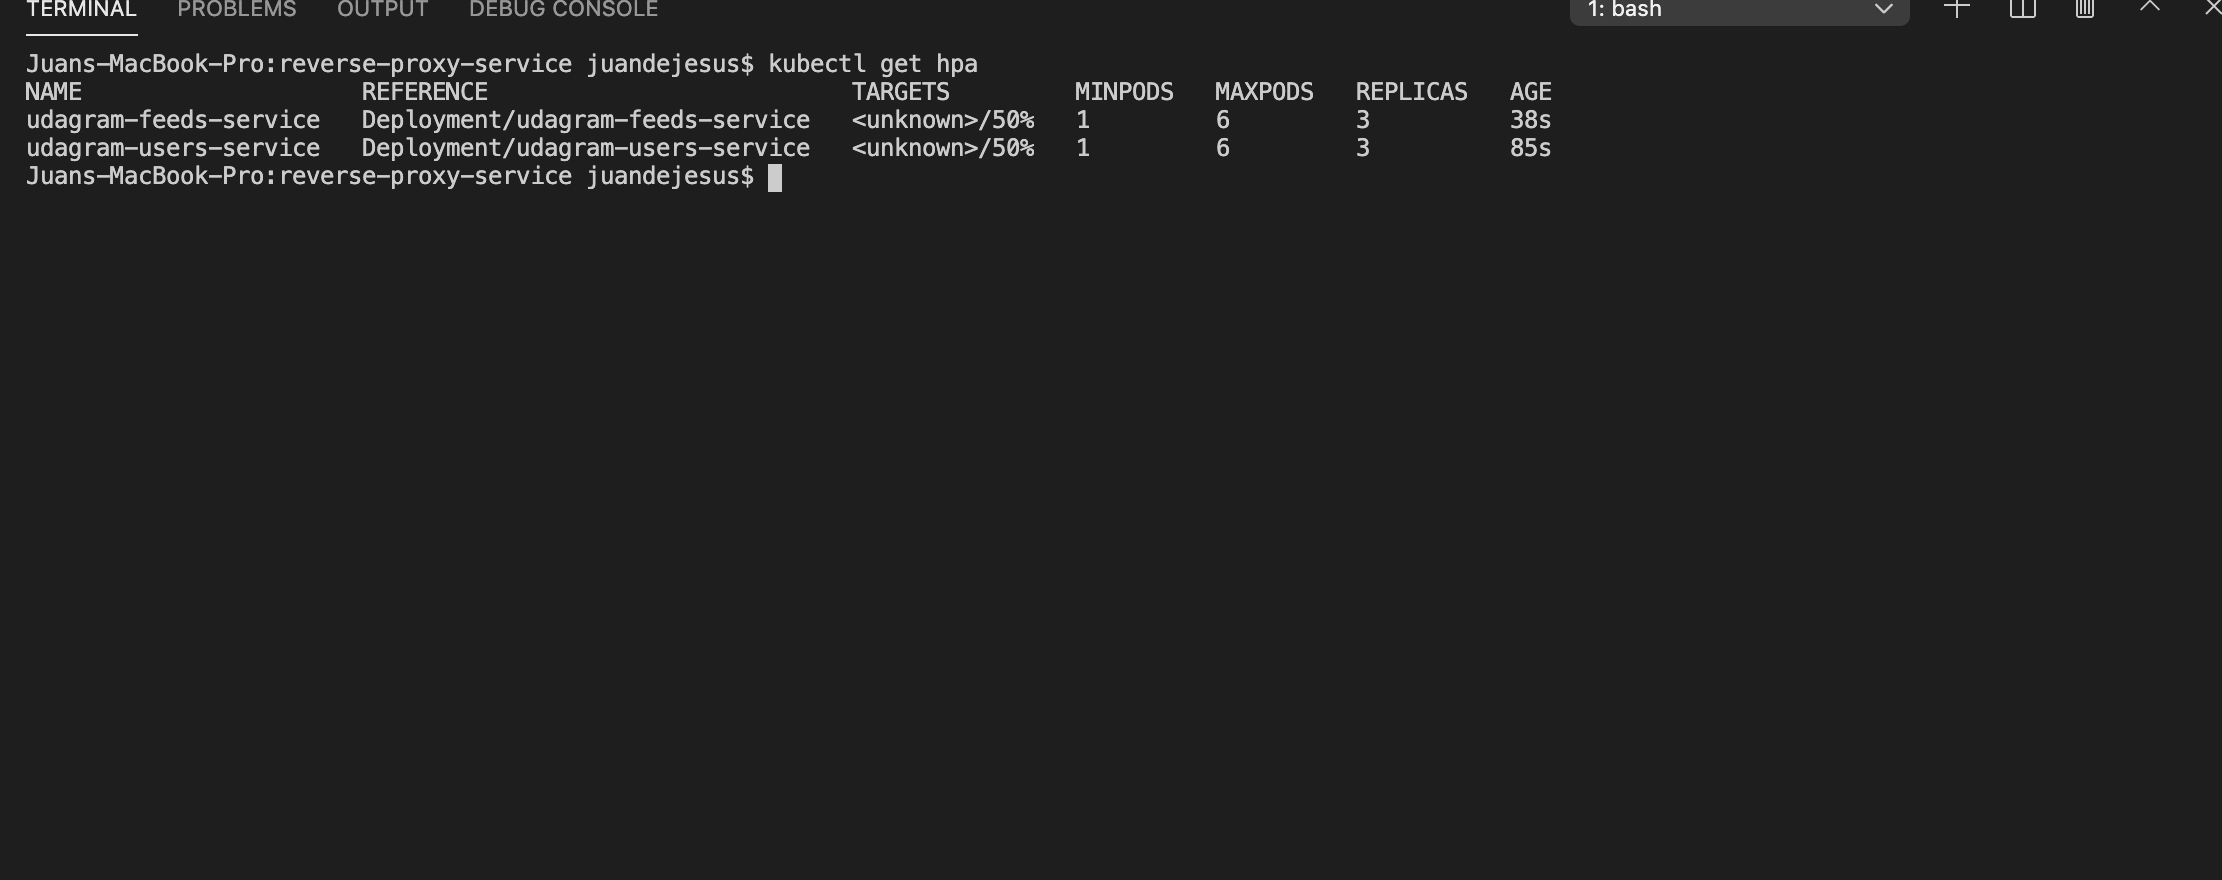 TERMINAL PROBLEMS OUTPUT DEBUG CONSOLE 1: bash
Juans-MacBook-Pro:reverse-proxy-service juandejesus$ kubectl get hpa
NAME REFERENCE TARGETS MINPODS MAXPODS REPLICAS AGE
udagram-feeds-service Deployment/udagram-feeds-service <unknown>/50% 1 6 3 38s
udagram-users-service Deployment/udagram-users-service <unknown>/50% 1 6 3 85s
Juans-MacBook-Pro:reverse-proxy-service juandejesus$